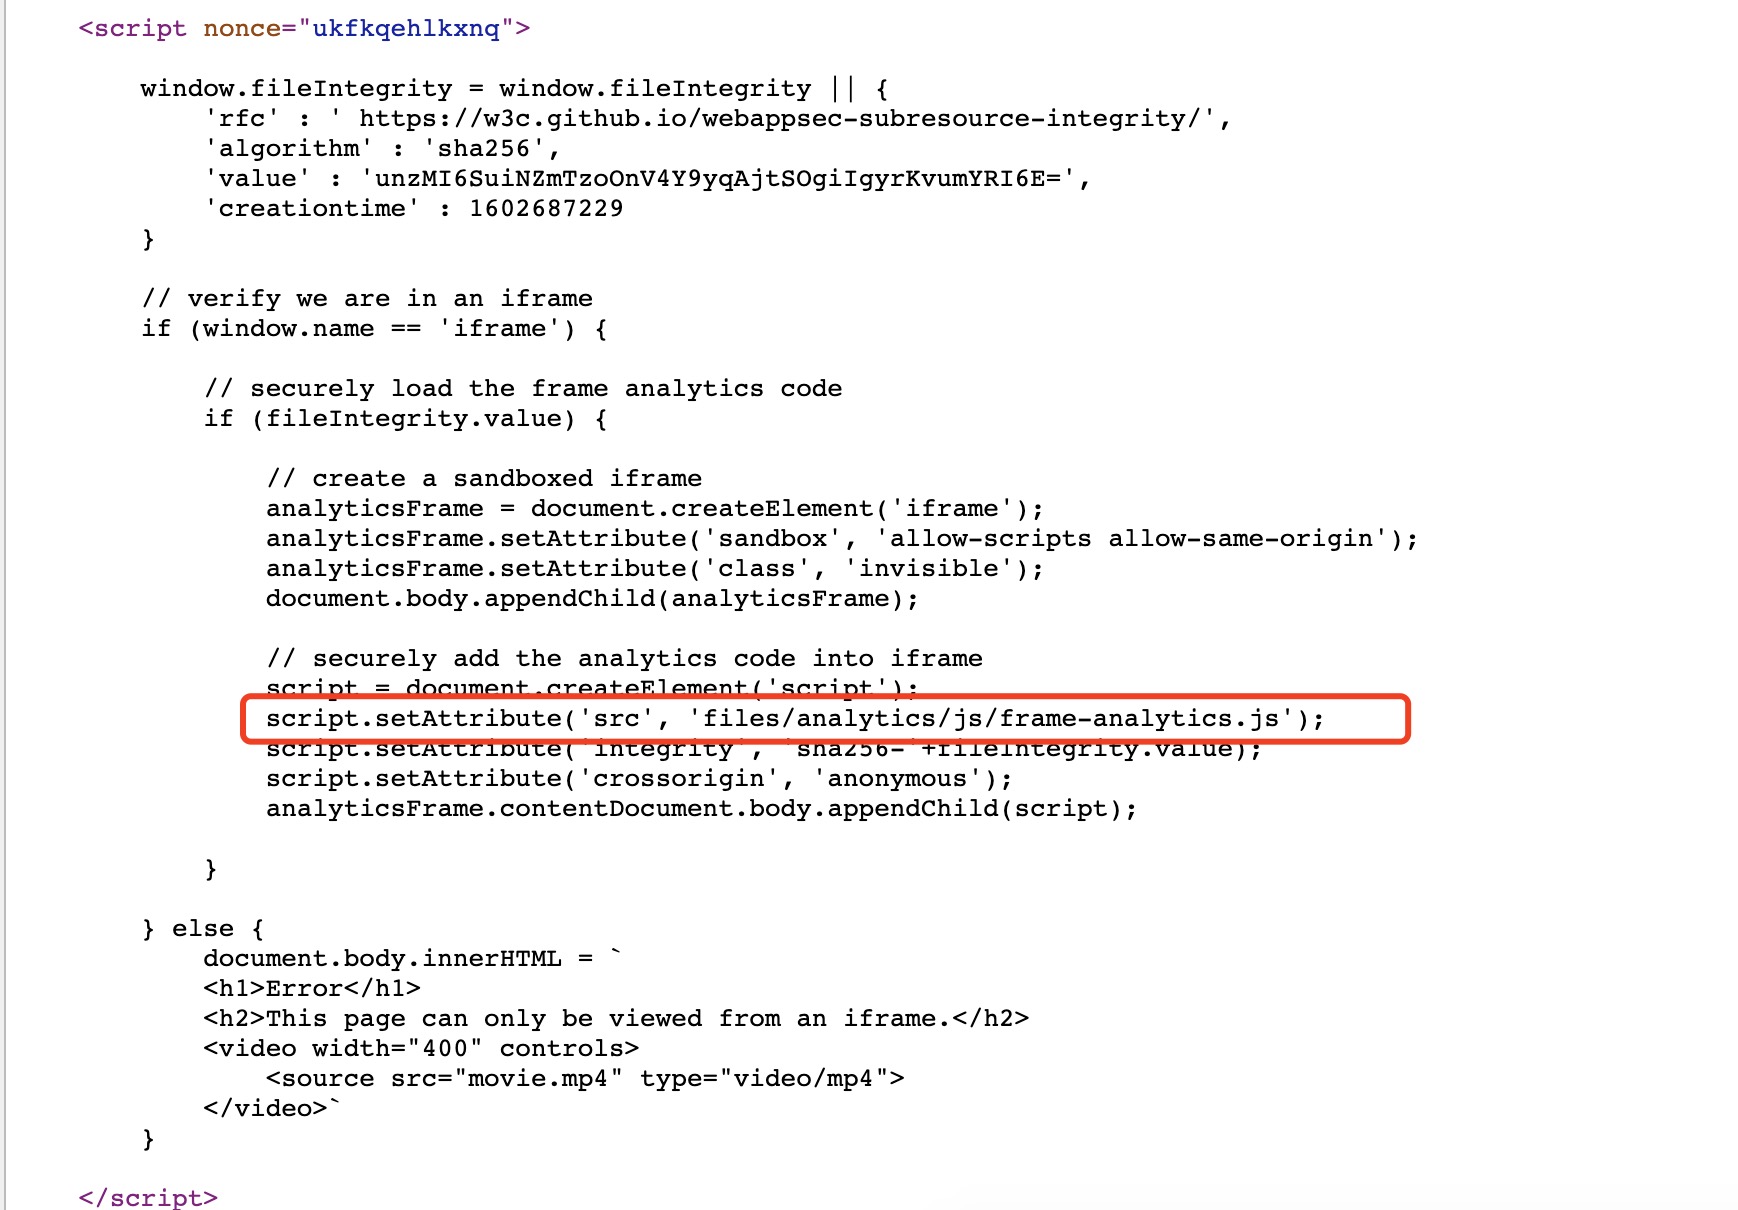 <script nonce="ukfkqehlkxnq">
window.fileIntegrity = window.fileIntegrity || {
'rfc' : ' https://w3c.github.io/webappsec-subresource-integrity/',
'algorithm' : 'sha256',
'value' : 'unzMI6SuiNZmTzoOnV4Y9yqAjtSOgiIgyrKvumYRI6E=',
'creationtime' : 1602687229
}
// verify we are in an iframe
if (window.name == 'iframe') {
// securely load the frame analytics code
if (fileIntegrity.value) {
// create a sandboxed iframe
analyticsFrame = document.createElement('iframe');
analyticsFrame.setAttribute('sandbox', 'allow-scripts allow-same-origin');
analyticsFrame.setAttribute('class', 'invisible');
document.body.appendChild(analyticsFrame);
// securely add the analytics code into iframe
script = document.createElement('script');
script.setAttribute('src', 'files/analytics/js/frame-analytics.js');
script.setAttribute('integrity', 'sha256-'+fileIntegrity.value);
script.setAttribute('crossorigin', 'anonymous');
analyticsFrame.contentDocument.body.appendChild(script);
}
} else {
document.body.innerHTML = `
<h1>Error</h1>
<h2>This page can only be viewed from an iframe.</h2>
<video width="400" controls>
<source src="movie.mp4" type="video/mp4">
</video>`
}
</script>